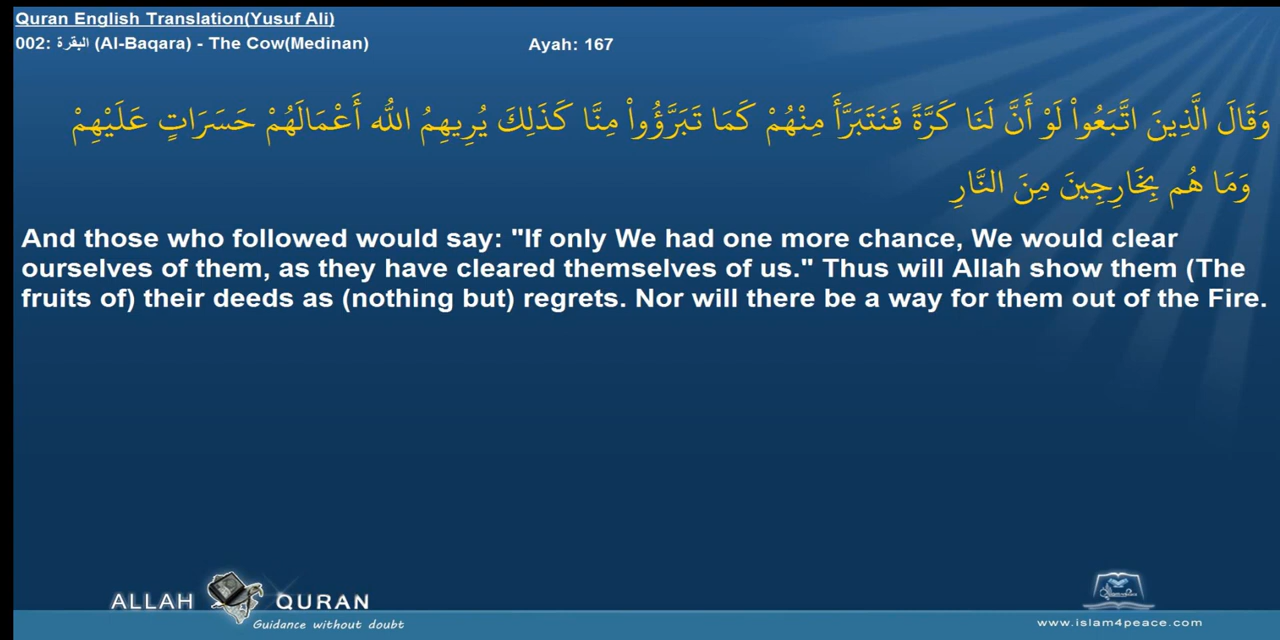 Quran English Translation(Yusuf Ali)
002: البقرة (Al-Baqara) - The Cow(Medinan) Ayah: 167
وَقَالَ الَّذِينَ اتَّبَعُواْ لَوْ أَنَّ لَنَا كَرَّةً فَنَتَبَرَّأَ مِنْهُمْ كَمَا تَبَرَّؤُواْ مِنَّا كَذَلِكَ يُرِيهِمُ اللّهُ أَعْمَالَهُمْ حَسَرَاتٍ عَلَيْهِمْ
وَمَا هُم بِخَارِجِينَ مِنَ النَّارِ
And those who followed would say: "If only We had one more chance, We would clear
ourselves of them, as they have cleared themselves of us." Thus will Allah show them (The
fruits of) their deeds as (nothing but) regrets. Nor will there be a way for them out of the Fire.
ALLAH QURAN
Guidance without doubt
www.islam4peace.com